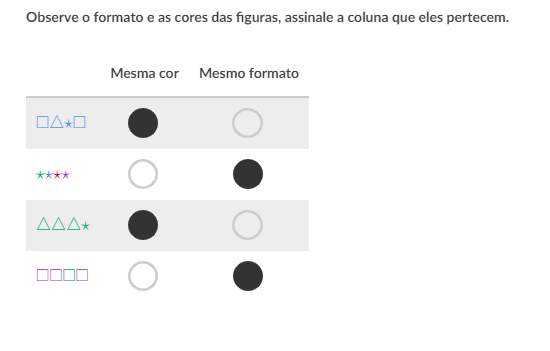 Observe o formato e as cores das figuras, assinale a coluna que eles pertecem.
Mesma cor Mesmo formato
□△⋆□
⋆⋆⋆⋆
△△△⋆
□□□□